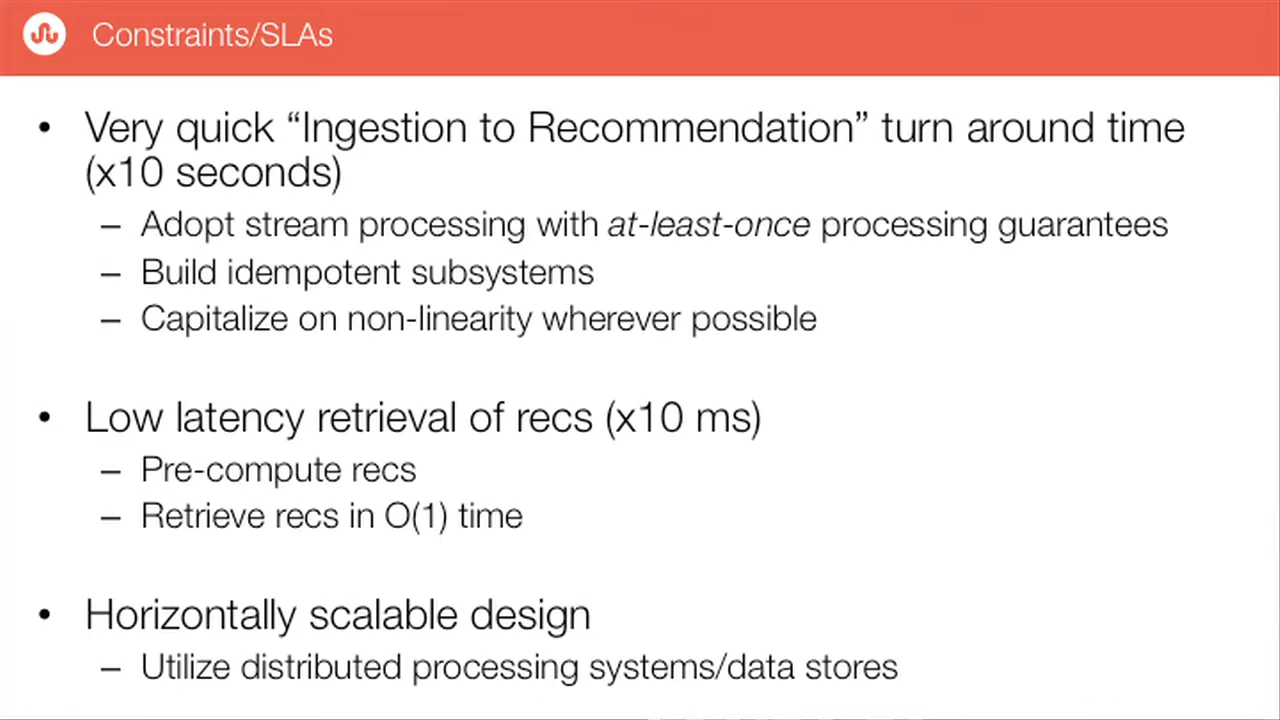 Constraints/SLAs
• Very quick “Ingestion to Recommendation” turn around time
(x10 seconds)
– Adopt stream processing with at-least-once processing guarantees
– Build idempotent subsystems
– Capitalize on non-linearity wherever possible
• Low latency retrieval of recs (x10 ms)
– Pre-compute recs
– Retrieve recs in O(1) time
• Horizontally scalable design
– Utilize distributed processing systems/data stores